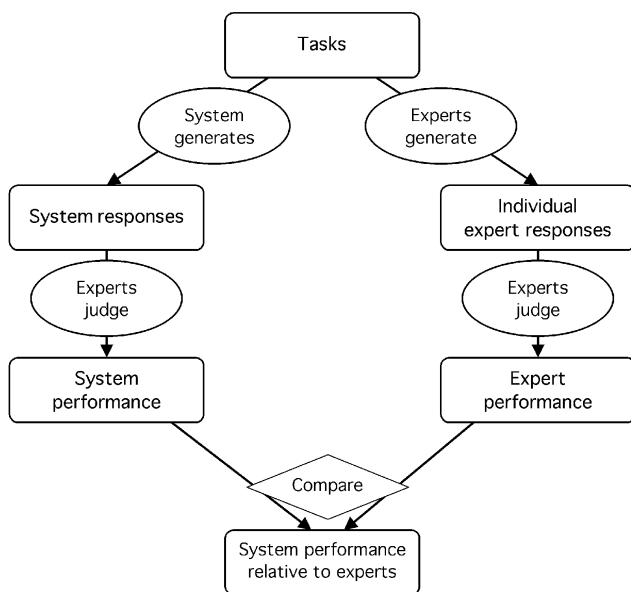 Tasks
System
generates
Experts
generate
System responses
Individual
expert responses
Experts
judge
Experts
judge
System
performance
Expert
performance
Compare
System performance
relative to experts